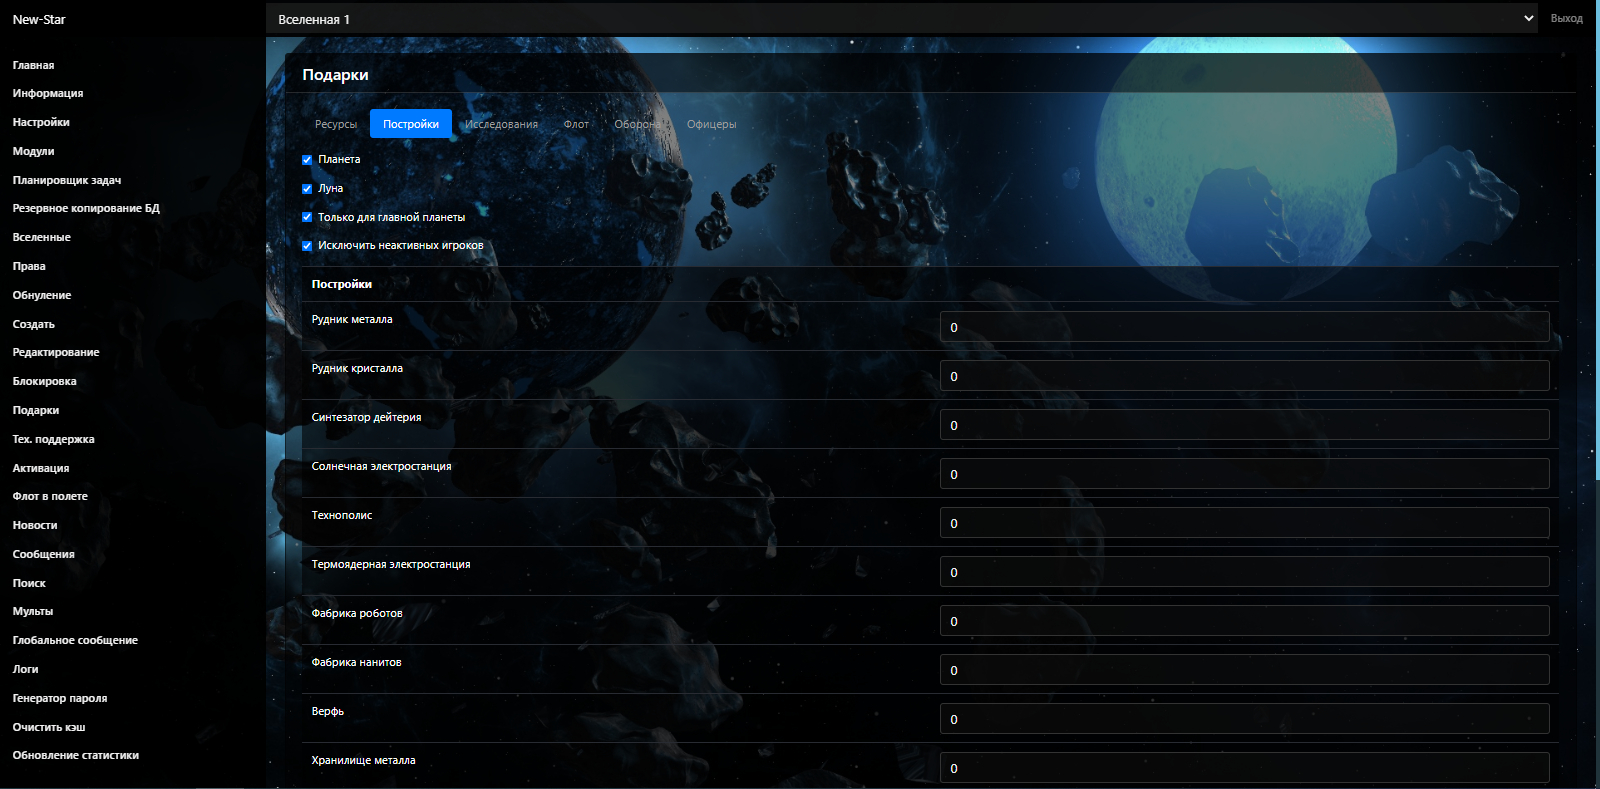 New-Star
Вселенная 1
Выход
Главная
Информация
Настройки
Модули
Планировщик задач
Резервное копирование БД
Вселенные
Права
Обнуление
Создать
Редактирование
Блокировка
Подарки
Тех. поддержка
Активация
Флот в полете
Новости
Сообщения
Поиск
Мульты
Глобальное сообщение
Логи
Генератор пароля
Очистить кэш
Обновление статистики
Подарки
Ресурсы Постройки Исследования Флот Оборона Офицеры
Планета
Луна
Только для главной планеты
Исключить неактивных игроков
Постройки
Рудник металла 0
Рудник кристалла 0
Синтезатор дейтерия 0
Солнечная электростанция 0
Технополис 0
Термоядерная электростанция 0
Фабрика роботов 0
Фабрика нанитов 0
Верфь 0
Хранилище металла 0